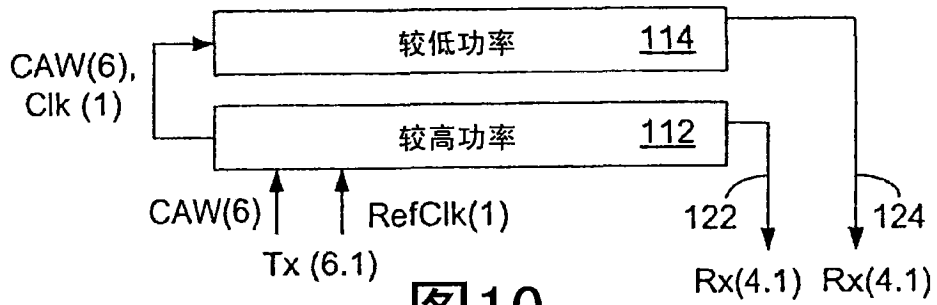 较低功率 114
CAW(6),
Clk (1)
较高功率 112
CAW(6)
RefClk(1)
Tx (6.1)
122
124
Rx(4.1) Rx(4.1)
图10